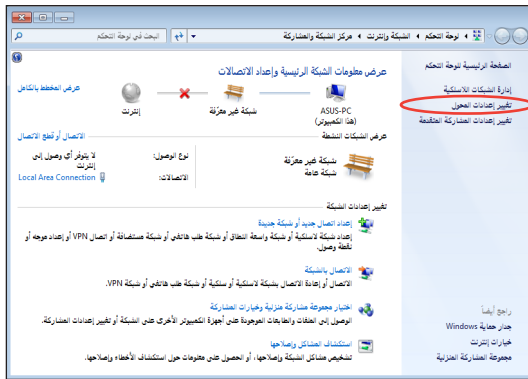 لوحة التحكم ‹ الشبكة وإنترنت ‹ مركز الشبكة والمشاركة
البحث في لوحة التحكم
الصفحة الرئيسية للوحة التحكم
إدارة الشبكات اللاسلكية
تغيير إعدادات المحول
تغيير إعدادات المشاركة المتقدمة
عرض معلومات الشبكة الرئيسية وإعداد الاتصالات
عرض المخطط بالكامل
ASUS-PC
(هذا الكمبيوتر)
شبكة غير معرّفة
إنترنت
عرض الشبكات النشطة
الاتصال أو قطع الاتصال
شبكة غير معرّفة
شبكة عامة
نوع الوصول:
لا يتوفر أي وصول إلى
إنترنت
الاتصالات:
Local Area Connection
تغيير إعدادات الشبكة
إعداد اتصال جديد أو شبكة جديدة
إعداد شبكة لاسلكية أو شبكة واسعة النطاق أو شبكة طلب هاتفي أو شبكة مستضافة أو اتصال VPN أو إعداد موجه أو
نقطة وصول.
الاتصال بالشبكة
الاتصال أو إعادة الاتصال بشبكة لاسلكية أو سلكية أو شبكة طلب هاتفي أو شبكة VPN.
اختيار مجموعة مشاركة منزلية وخيارات المشاركة
الوصول إلى الملفات والطابعات الموجودة على أجهزة الكمبيوتر الأخرى على الشبكة أو تغيير إعدادات المشاركة.
استكشاف المشاكل وإصلاحها
تشخيص مشاكل الشبكة وإصلاحها، أو الحصول على معلومات حول استكشاف الأخطاء وإصلاحها.
راجع أيضاً
جدار حماية Windows
خيارات إنترنت
مجموعة المشاركة المنزلية